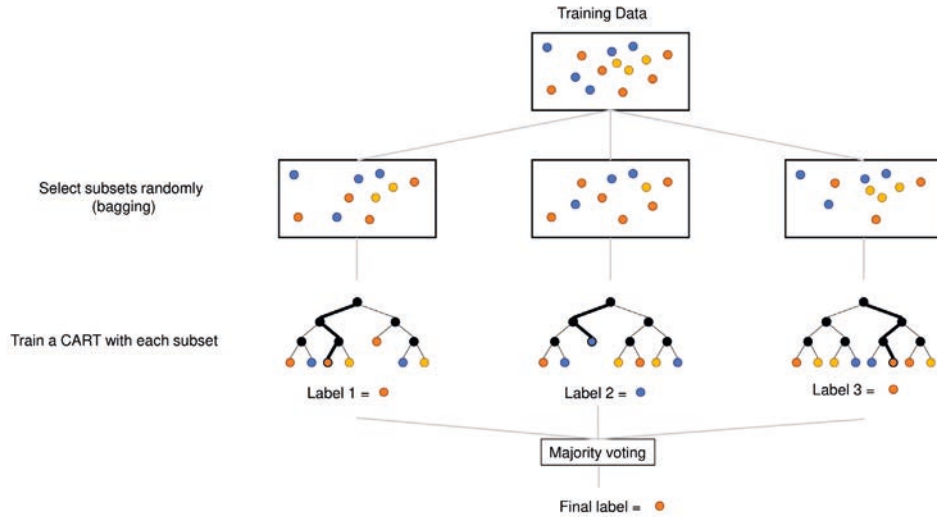 Training Data
Select subsets randomly
(bagging)
Train a CART with each subset
Label 1 =
Label 2 =
Label 3 =
Majority voting
Final label =